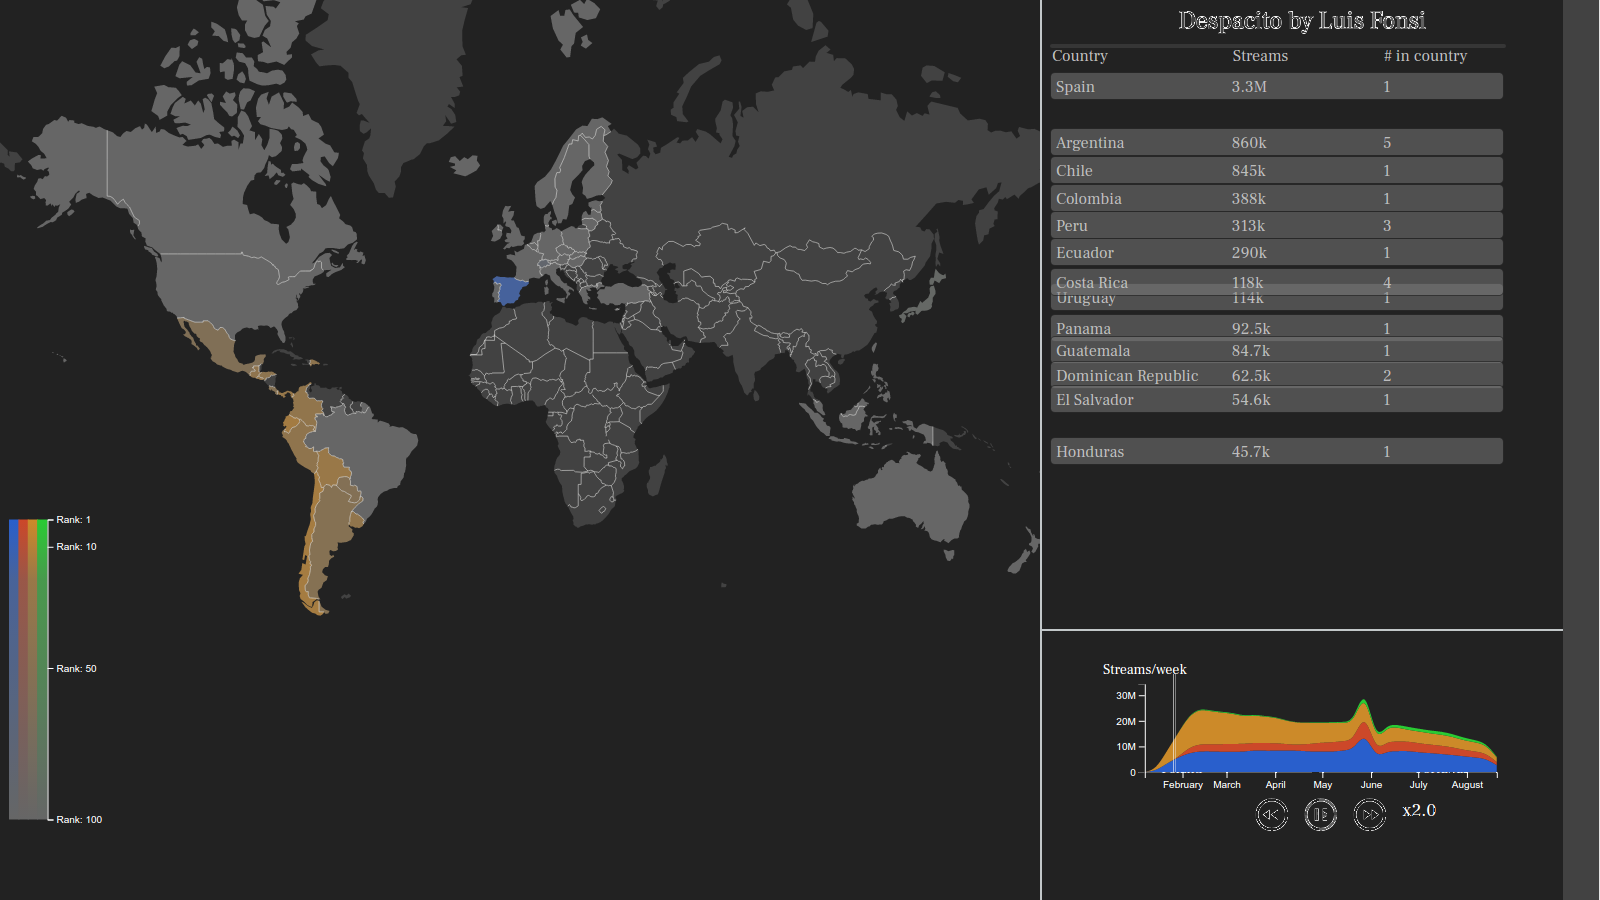 Despacito by Luis Fonsi
Country Streams # in country
Spain 3.3M 1
Argentina 860k 5
Chile 845k 1
Colombia 388k 1
Peru 313k 3
Ecuador 290k 1
Costa Rica 118k 4
Uruguay 114k 1
Panama 92.5k 1
Guatemala 84.7k 1
Dominican Republic 62.5k 2
El Salvador 54.6k 1
Honduras 45.7k 1
Rank: 1
Rank: 10
Rank: 50
Rank: 100
Streams/week
30M
20M
10M
0
February March April May June July August
x2.0